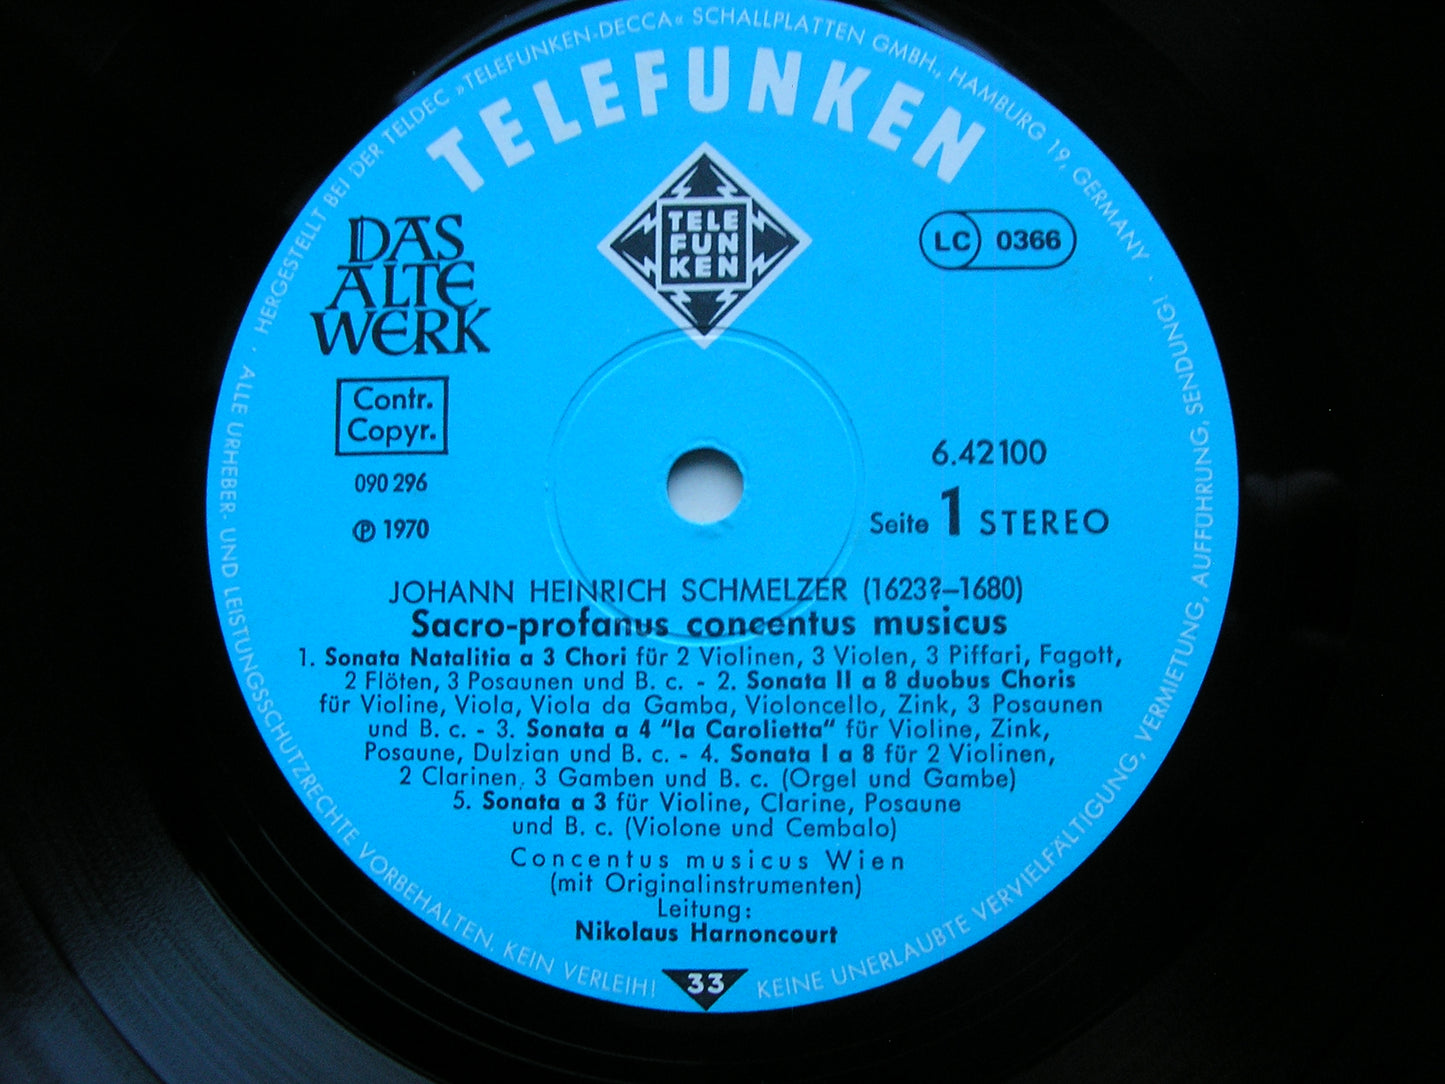 HERGESTELLT BEI DER TELDEC »TELEFUNKEN-DECCA« SCHALLPLATTEN GMBH., HAMBURG 19, GERMANY ·
TELEFUNKEN
TELE
FUN
KEN
DAS
ALTE
WERK
LC 0366
Contr.
Copyr.
090 296
℗ 1970
6.42100
Seite 1 STEREO
JOHANN HEINRICH SCHMELZER (1623?–1680)
Sacro-profanus concentus musicus
1. Sonata Natalitia a 3 Chori für 2 Violinen, 3 Violen, 3 Piffari, Fagott,
2 Flöten, 3 Posaunen und B. c. - 2. Sonata II a 8 duobus Choris
für Violine, Viola, Viola da Gamba, Violoncello, Zink, 3 Posaunen
und B. c. - 3. Sonata a 4 "la Carolietta" für Violine, Zink,
Posaune, Dulzian und B. c. - 4. Sonata I a 8 für 2 Violinen,
2 Clarinen, 3 Gamben und B. c. (Orgel und Gambe)
5. Sonata a 3 für Violine, Clarine, Posaune
und B. c. (Violone und Cembalo)
Concentus musicus Wien
(mit Originalinstrumenten)
Leitung:
Nikolaus Harnoncourt
33
ALLE URHEBER- UND LEISTUNGSSCHUTZRECHTE VORBEHALTEN. KEIN VERLEIH!
KEINE UNERLAUBTE VERVIELFÄLTIGUNG, VERMIETUNG, AUFFÜHRUNG, SENDUNG!